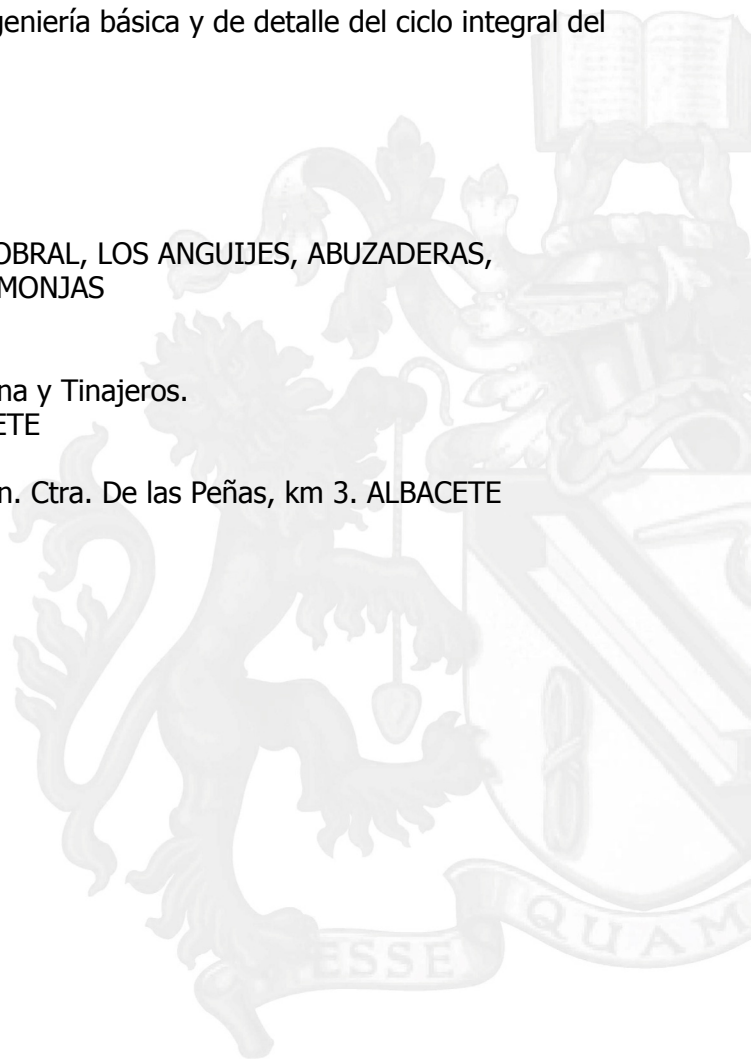 geniería básica y de detalle del ciclo integral del
OBRAL, LOS ANGUIJES, ABUZADERAS,
MONJAS
na y Tinajeros.
ETE
n. Ctra. De las Peñas, km 3. ALBACETE
ESSE QUAM